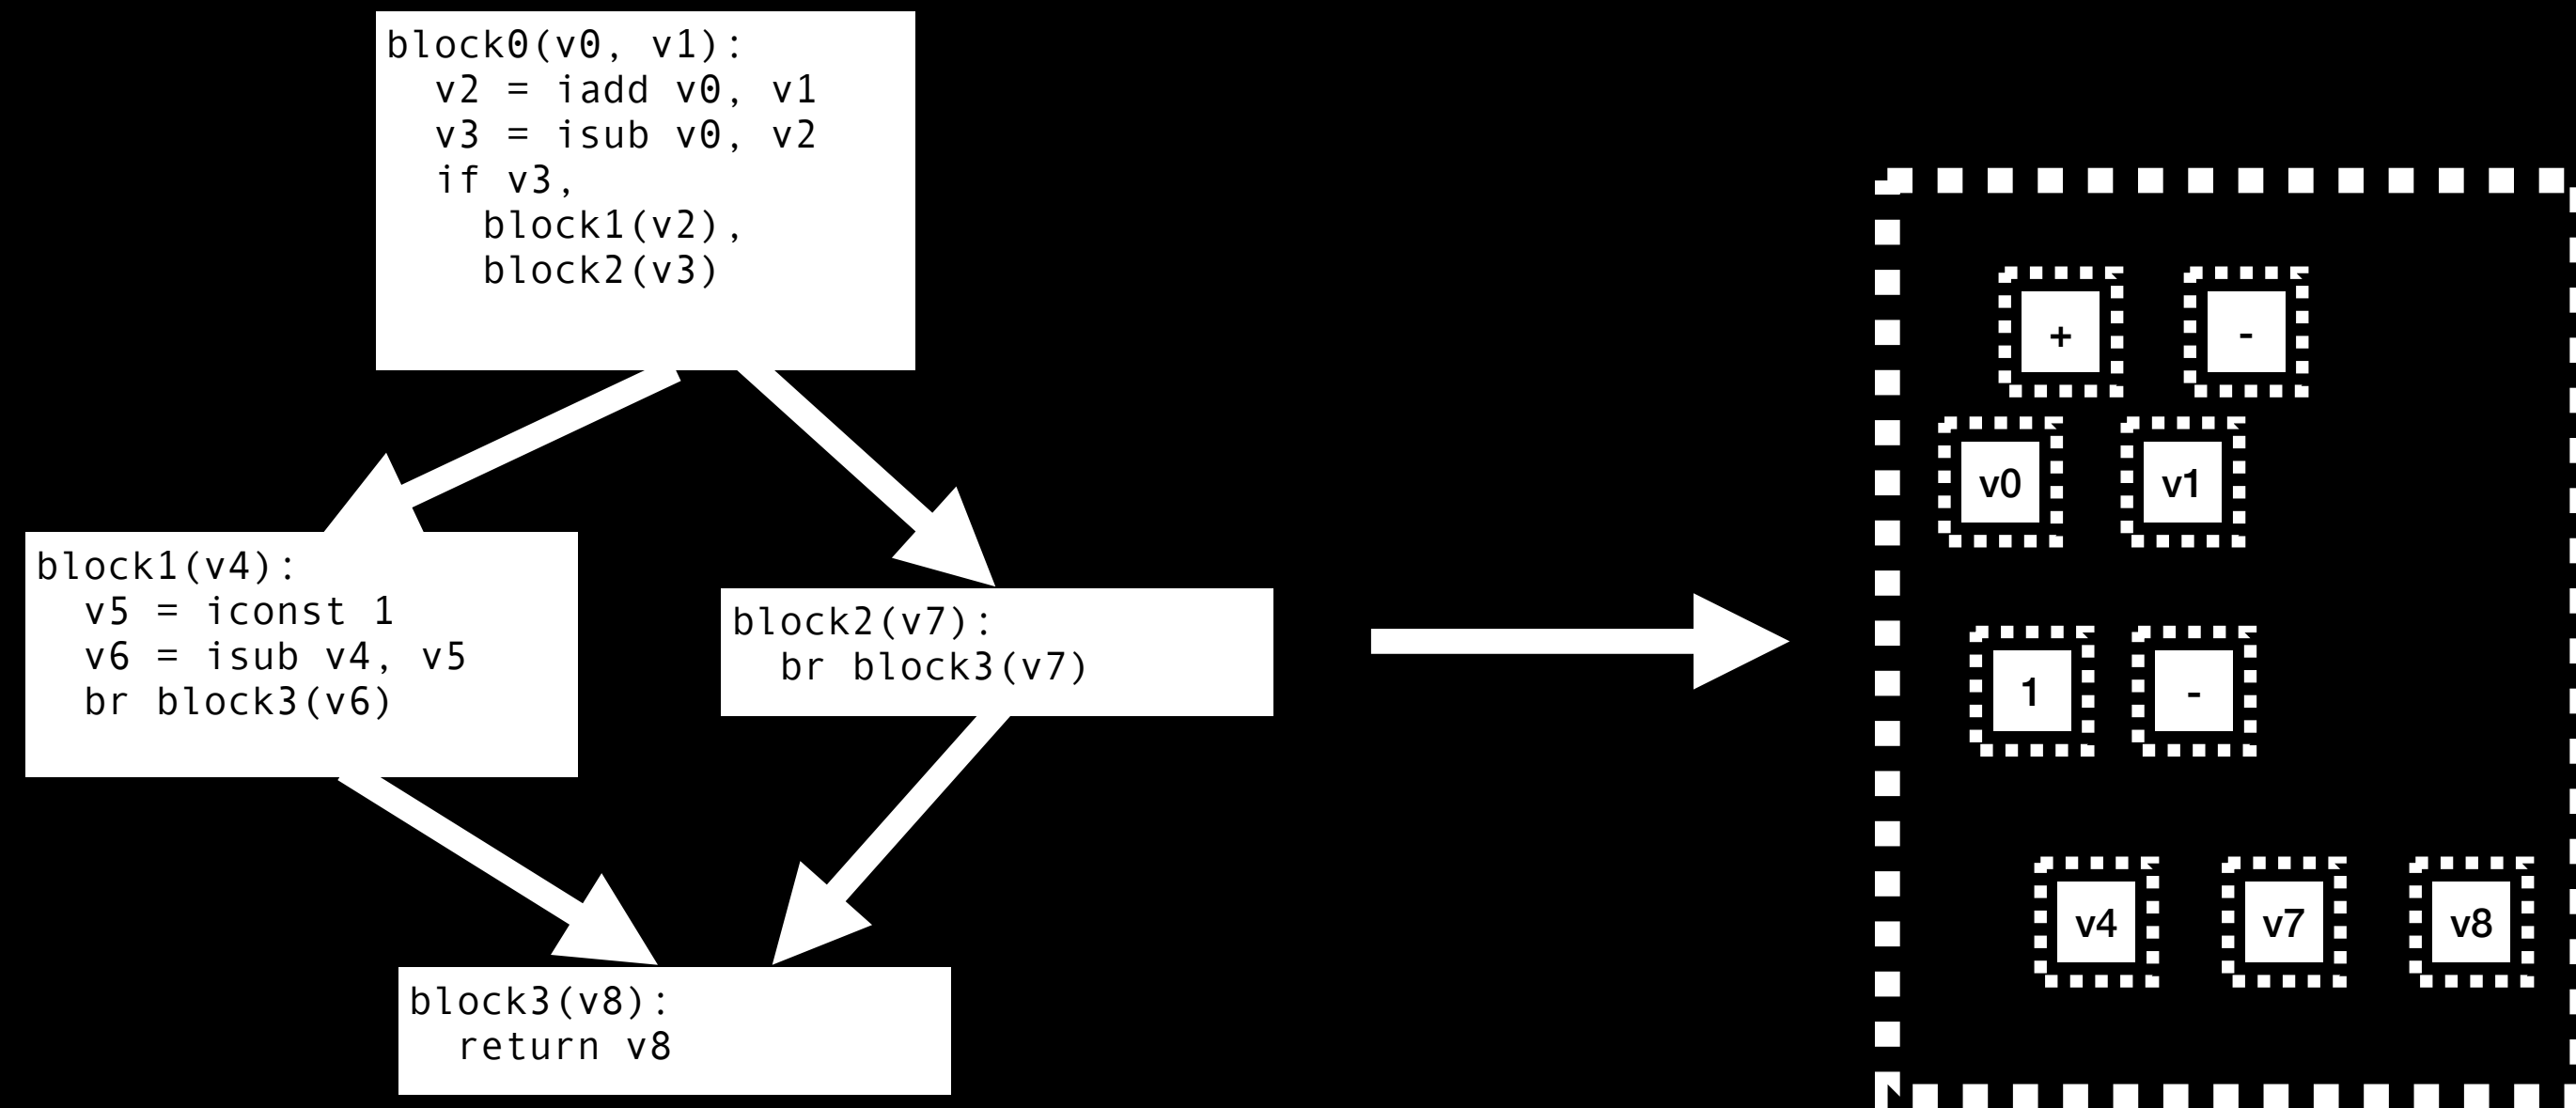 block0(v0, v1):
  v2 = iadd v0, v1
  v3 = isub v0, v2
  if v3,
    block1(v2),
    block2(v3)
block1(v4):
  v5 = iconst 1
  v6 = isub v4, v5
  br block3(v6)
block2(v7):
  br block3(v7)
block3(v8):
  return v8
+ -
v0 v1
1 -
v4 v7 v8